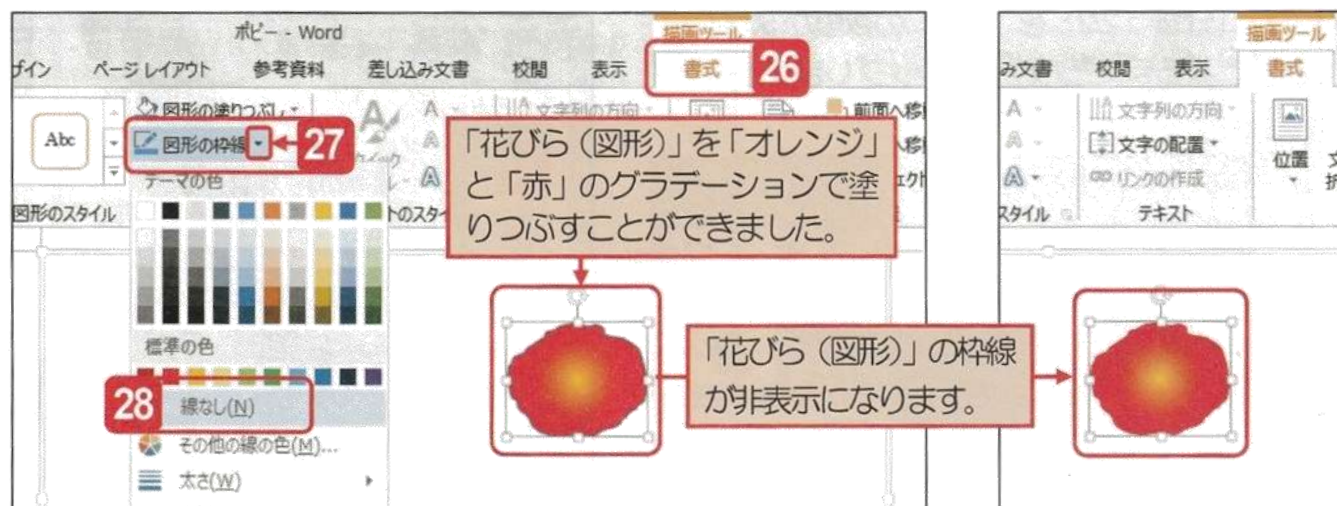 ポピー - Word
描画ツール
ザイン ページレイアウト 参考資料 差し込み文書 校閲 表示 書式 26
図形の塗りつぶし
文字列の方向
前面へ移動
Abc
図形の枠線 27
テーマの色
図形のスタイル
標準の色
28 線なし(N)
その他の線の色(M)...
太さ(W)
「花びら（図形）」を「オレンジ」
と「赤」のグラデーションで塗
りつぶすことができました。
「花びら（図形）」の枠線
が非表示になります。
描画ツール
み文書 校閲 表示 書式
文字列の方向
文字の配置
リンクの作成
位置
スタイル
テキスト